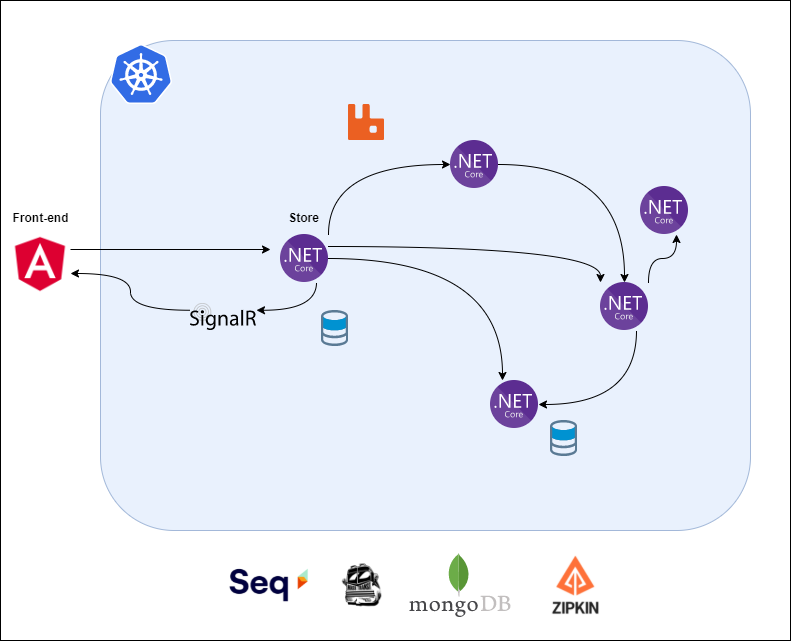 .NET
Core
.NET
Core
Front-end
Store
.NET
Core
.NET
Core
SignalR
.NET
Core
Seq
mongoDB
ZIPKIN